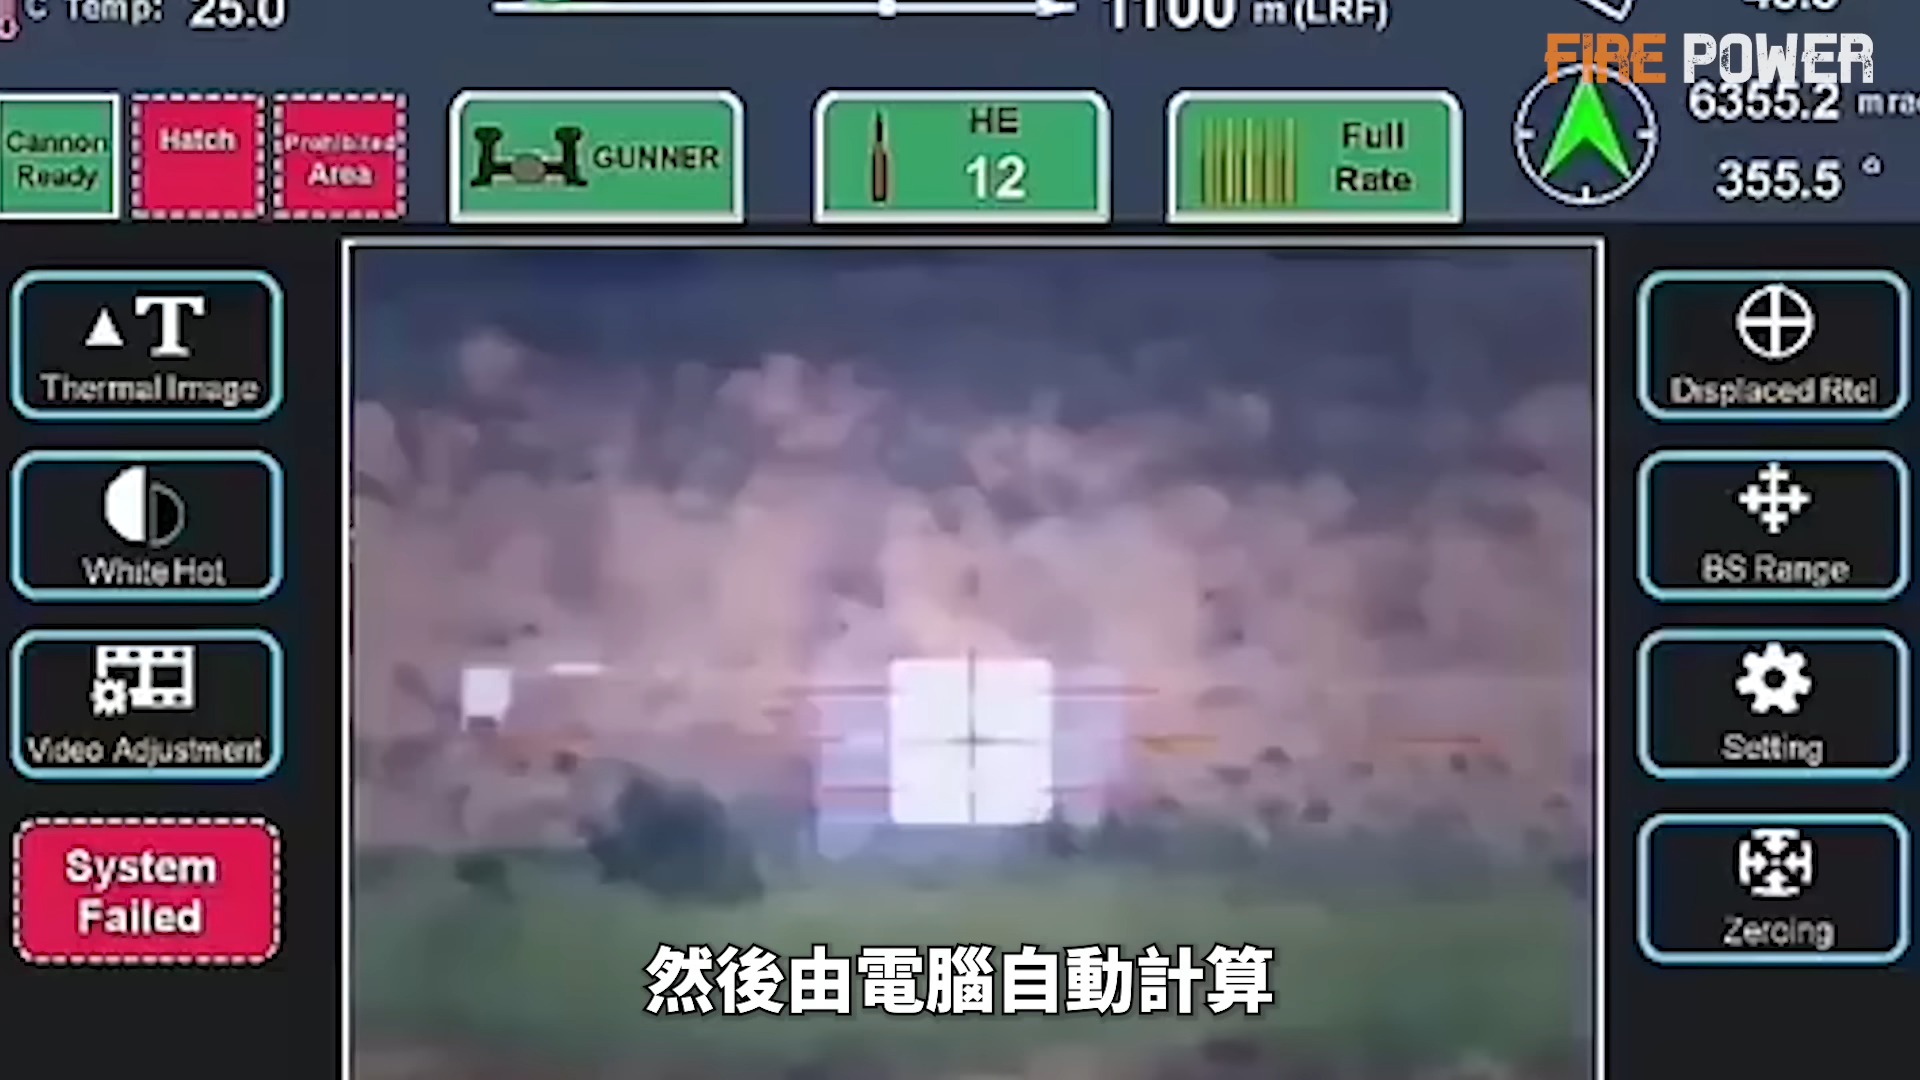 C Temp: 25.0
1100 m (LRF)
FIRE POWER
6355.2
355.5 °
Cannon
Ready
Hatch
Prohibited
Area
GUNNER
HE
12
Full
Rate
T
Thermal Image
White Hot
Video Adjustment
System
Failed
Displaced Rtcl
BS Range
Setting
Zeroing
然後由電腦自動計算